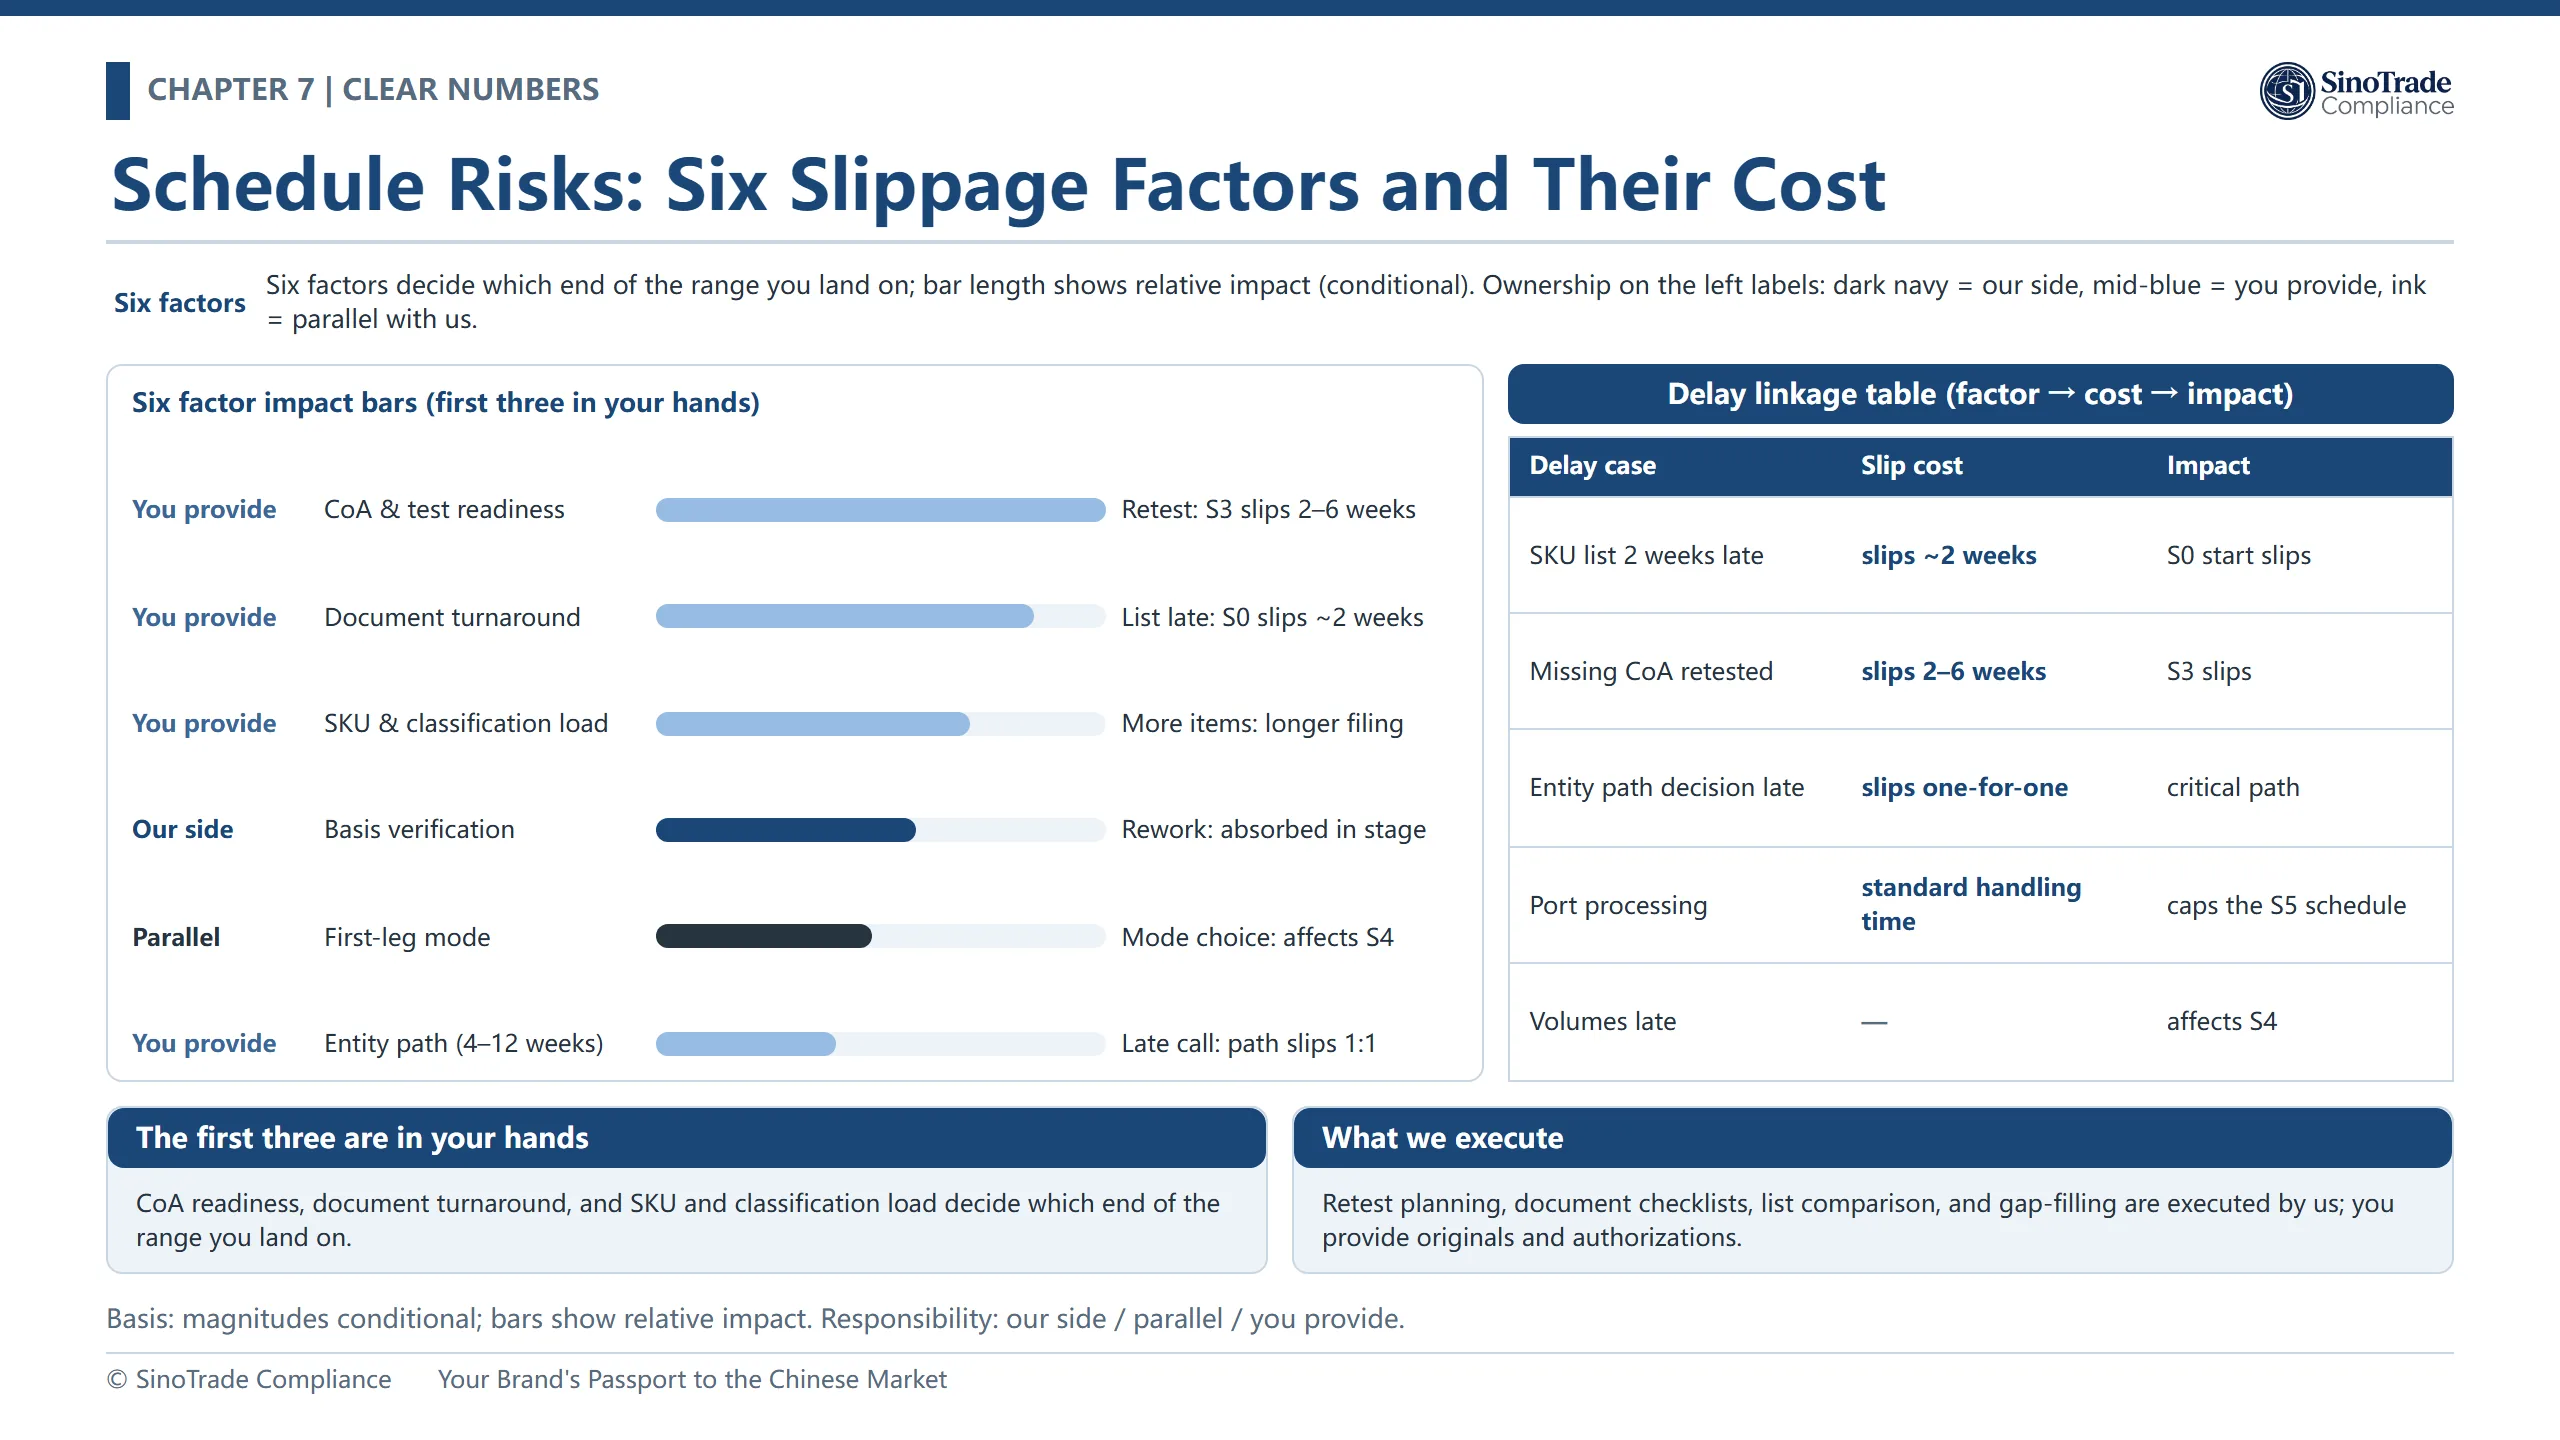 CHAPTER 7 | CLEAR NUMBERS
SinoTrade
Compliance
Schedule Risks: Six Slippage Factors and Their Cost
Six factors
Six factors decide which end of the range you land on; bar length shows relative impact (conditional). Ownership on the left labels: dark navy = our side, mid-blue = you provide, ink
= parallel with us.
Six factor impact bars (first three in your hands)
You provide CoA & test readiness Retest: S3 slips 2–6 weeks
You provide Document turnaround List late: S0 slips ~2 weeks
You provide SKU & classification load More items: longer filing
Our side Basis verification Rework: absorbed in stage
Parallel First-leg mode Mode choice: affects S4
You provide Entity path (4–12 weeks) Late call: path slips 1:1
Delay linkage table (factor → cost → impact)
Delay case Slip cost Impact
SKU list 2 weeks late slips ~2 weeks S0 start slips
Missing CoA retested slips 2–6 weeks S3 slips
Entity path decision late slips one-for-one critical path
Port processing standard handling time caps the S5 schedule
Volumes late — affects S4
The first three are in your hands
CoA readiness, document turnaround, and SKU and classification load decide which end of the
range you land on.
What we execute
Retest planning, document checklists, list comparison, and gap-filling are executed by us; you
provide originals and authorizations.
Basis: magnitudes conditional; bars show relative impact. Responsibility: our side / parallel / you provide.
© SinoTrade Compliance Your Brand's Passport to the Chinese Market